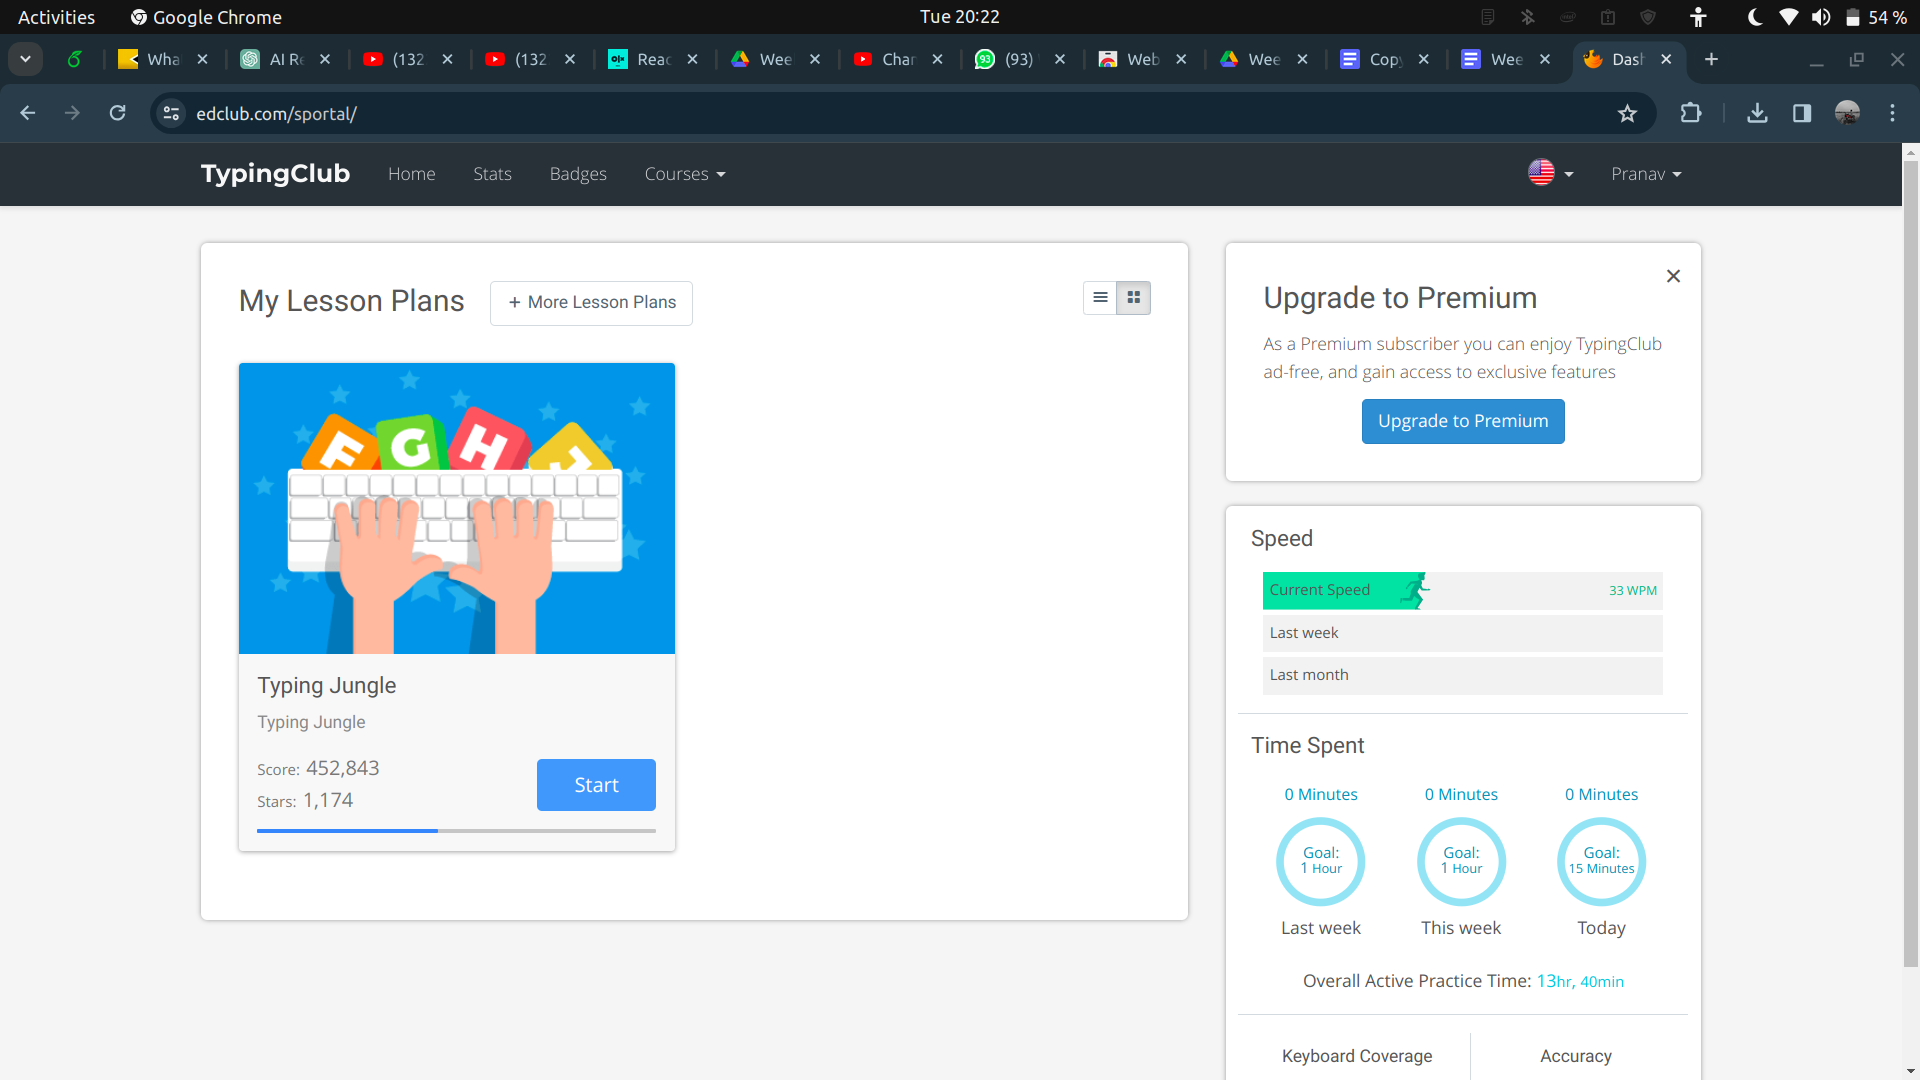 Activities Google Chrome Tue 20:22 54 %
Wha AI Re (132 (132 Reac Wee Char (93) Web Wee Copy Wee Dash
edclub.com/sportal/
TypingClub Home Stats Badges Courses Pranav
My Lesson Plans + More Lesson Plans
F G H J
Typing Jungle
Typing Jungle
Score: 452,843
Stars: 1,174
Start
Upgrade to Premium
As a Premium subscriber you can enjoy TypingClub
ad-free, and gain access to exclusive features
Upgrade to Premium
Speed
Current Speed 33 WPM
Last week
Last month
Time Spent
0 Minutes 0 Minutes 0 Minutes
Goal: Goal: Goal:
1 Hour 1 Hour 15 Minutes
Last week This week Today
Overall Active Practice Time: 13hr, 40min
Keyboard Coverage Accuracy